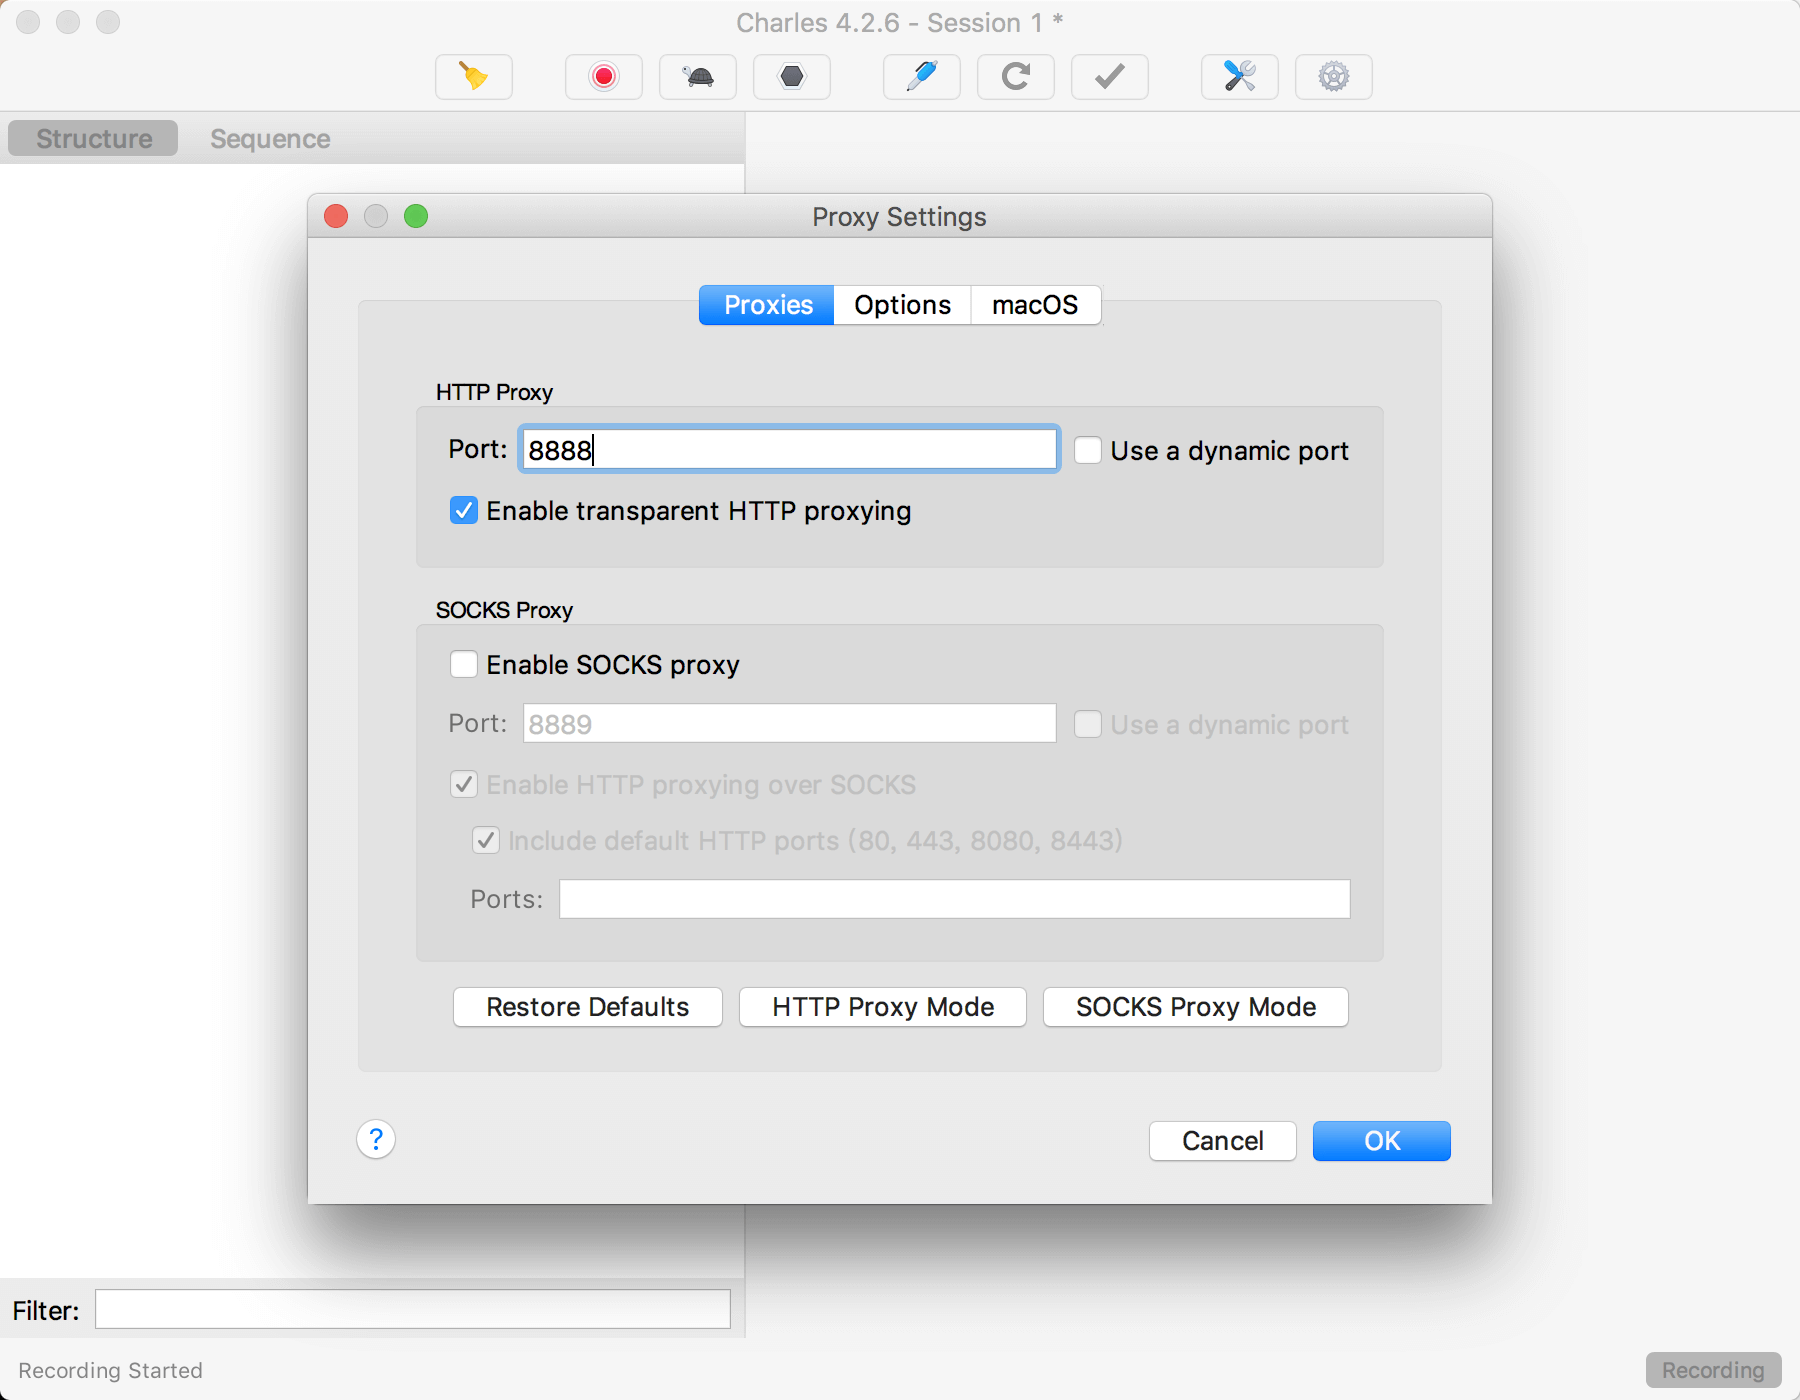 Charles 4.2.6 - Session 1 *
Structure
Sequence
Proxy Settings
Proxies
Options
macOS
HTTP Proxy
Port:
8888
Use a dynamic port
Enable transparent HTTP proxying
SOCKS Proxy
Enable SOCKS proxy
Port:
8889
Use a dynamic port
Enable HTTP proxying over SOCKS
Include default HTTP ports (80, 443, 8080, 8443)
Ports:
Restore Defaults
HTTP Proxy Mode
SOCKS Proxy Mode
?
Cancel
OK
Filter:
Recording Started
Recording